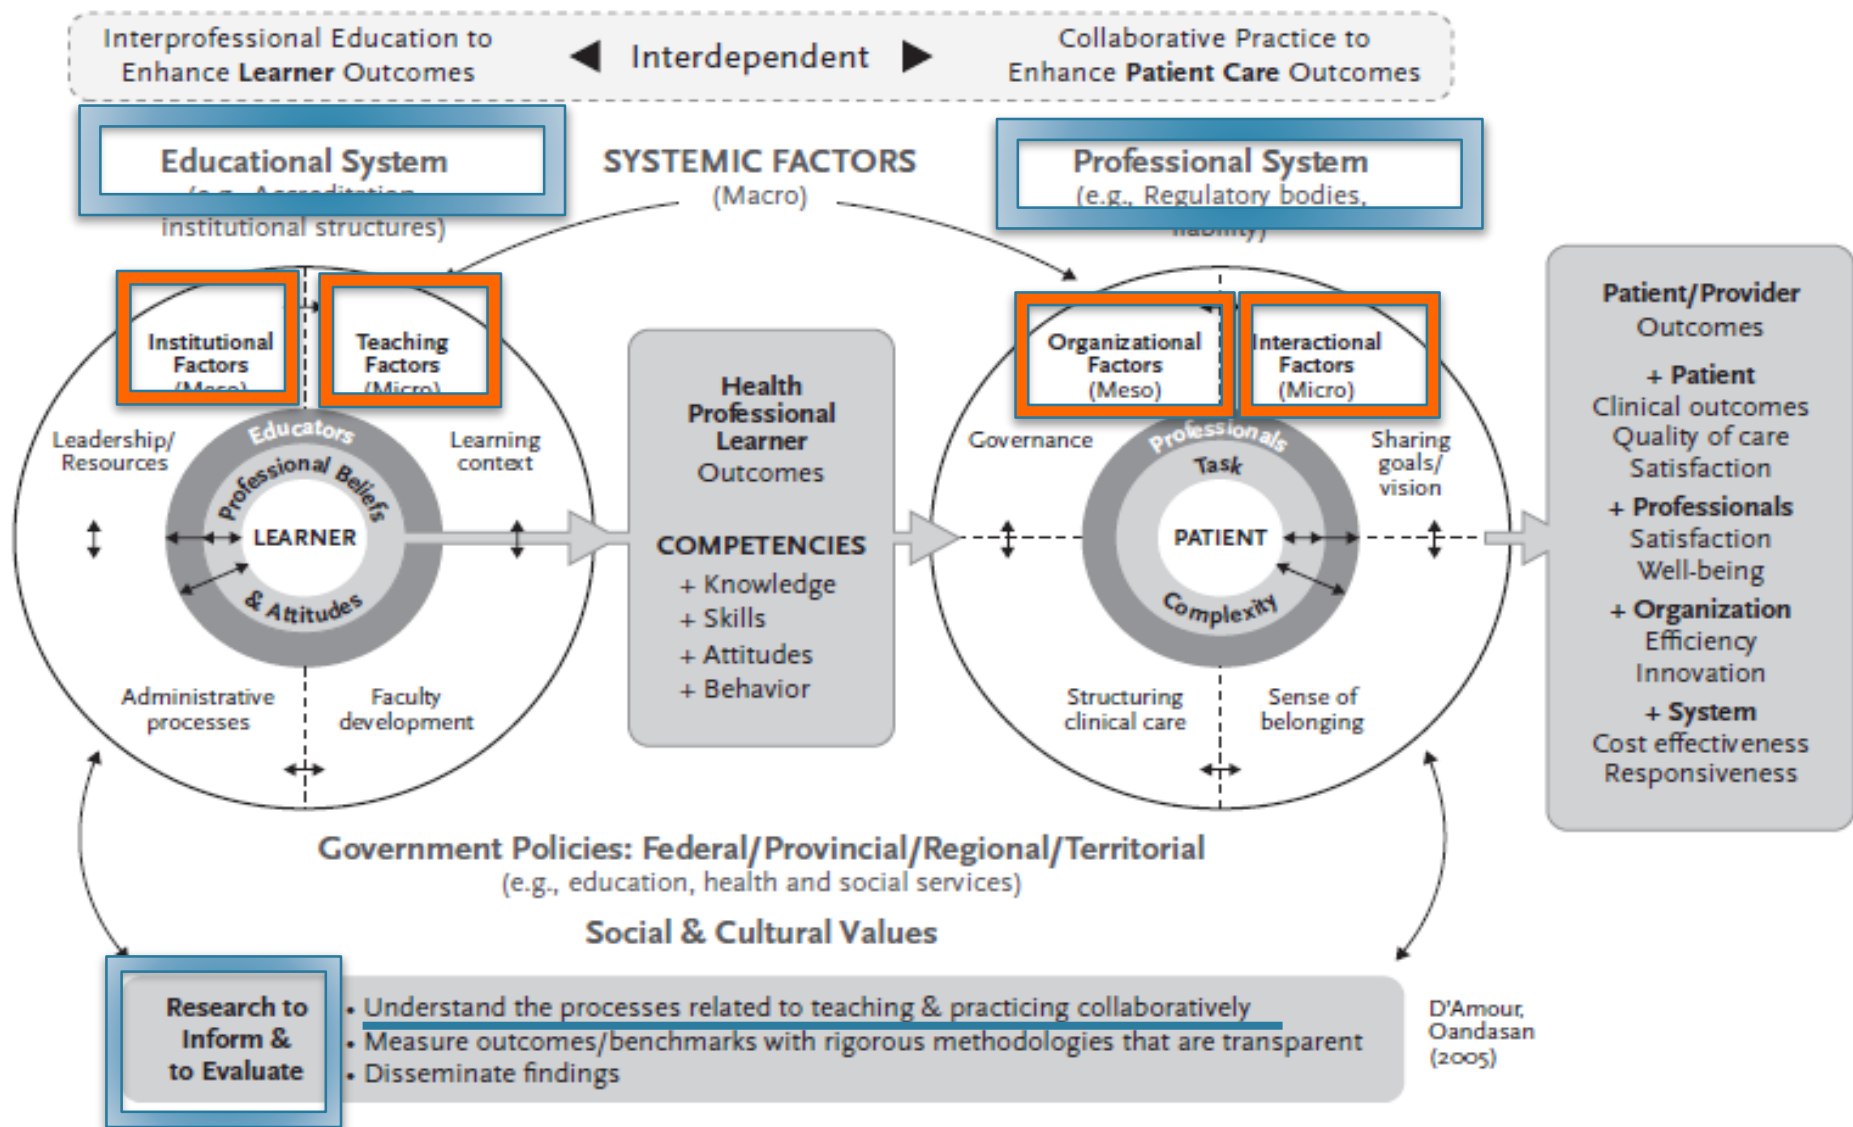 Interprofessional Education to
Enhance Learner Outcomes
Interdependent
Collaborative Practice to
Enhance Patient Care Outcomes
Educational System
(e.g., Accreditation
institutional structures)
SYSTEMIC FACTORS
(Macro)
Professional System
(e.g., Regulatory bodies,
liability)
Institutional
Factors
(Meso)
Teaching
Factors
(Micro)
Leadership/
Resources
Learning
context
Educators
Professional Beliefs
& Attitudes
LEARNER
Administrative
processes
Faculty
development
Health
Professional
Learner
Outcomes
COMPETENCIES
+ Knowledge
+ Skills
+ Attitudes
+ Behavior
Organizational
Factors
(Meso)
Interactional
Factors
(Micro)
Governance
Sharing
goals/
vision
Professionals
Task
Complexity
PATIENT
Structuring
clinical care
Sense of
belonging
Patient/Provider
Outcomes
+ Patient
Clinical outcomes
Quality of care
Satisfaction
+ Professionals
Satisfaction
Well-being
+ Organization
Efficiency
Innovation
+ System
Cost effectiveness
Responsiveness
Government Policies: Federal/Provincial/Regional/Territorial
(e.g., education, health and social services)
Social & Cultural Values
Research to
Inform &
to Evaluate
• Understand the processes related to teaching & practicing collaboratively
• Measure outcomes/benchmarks with rigorous methodologies that are transparent
• Disseminate findings
D'Amour,
Oandasan
(2005)